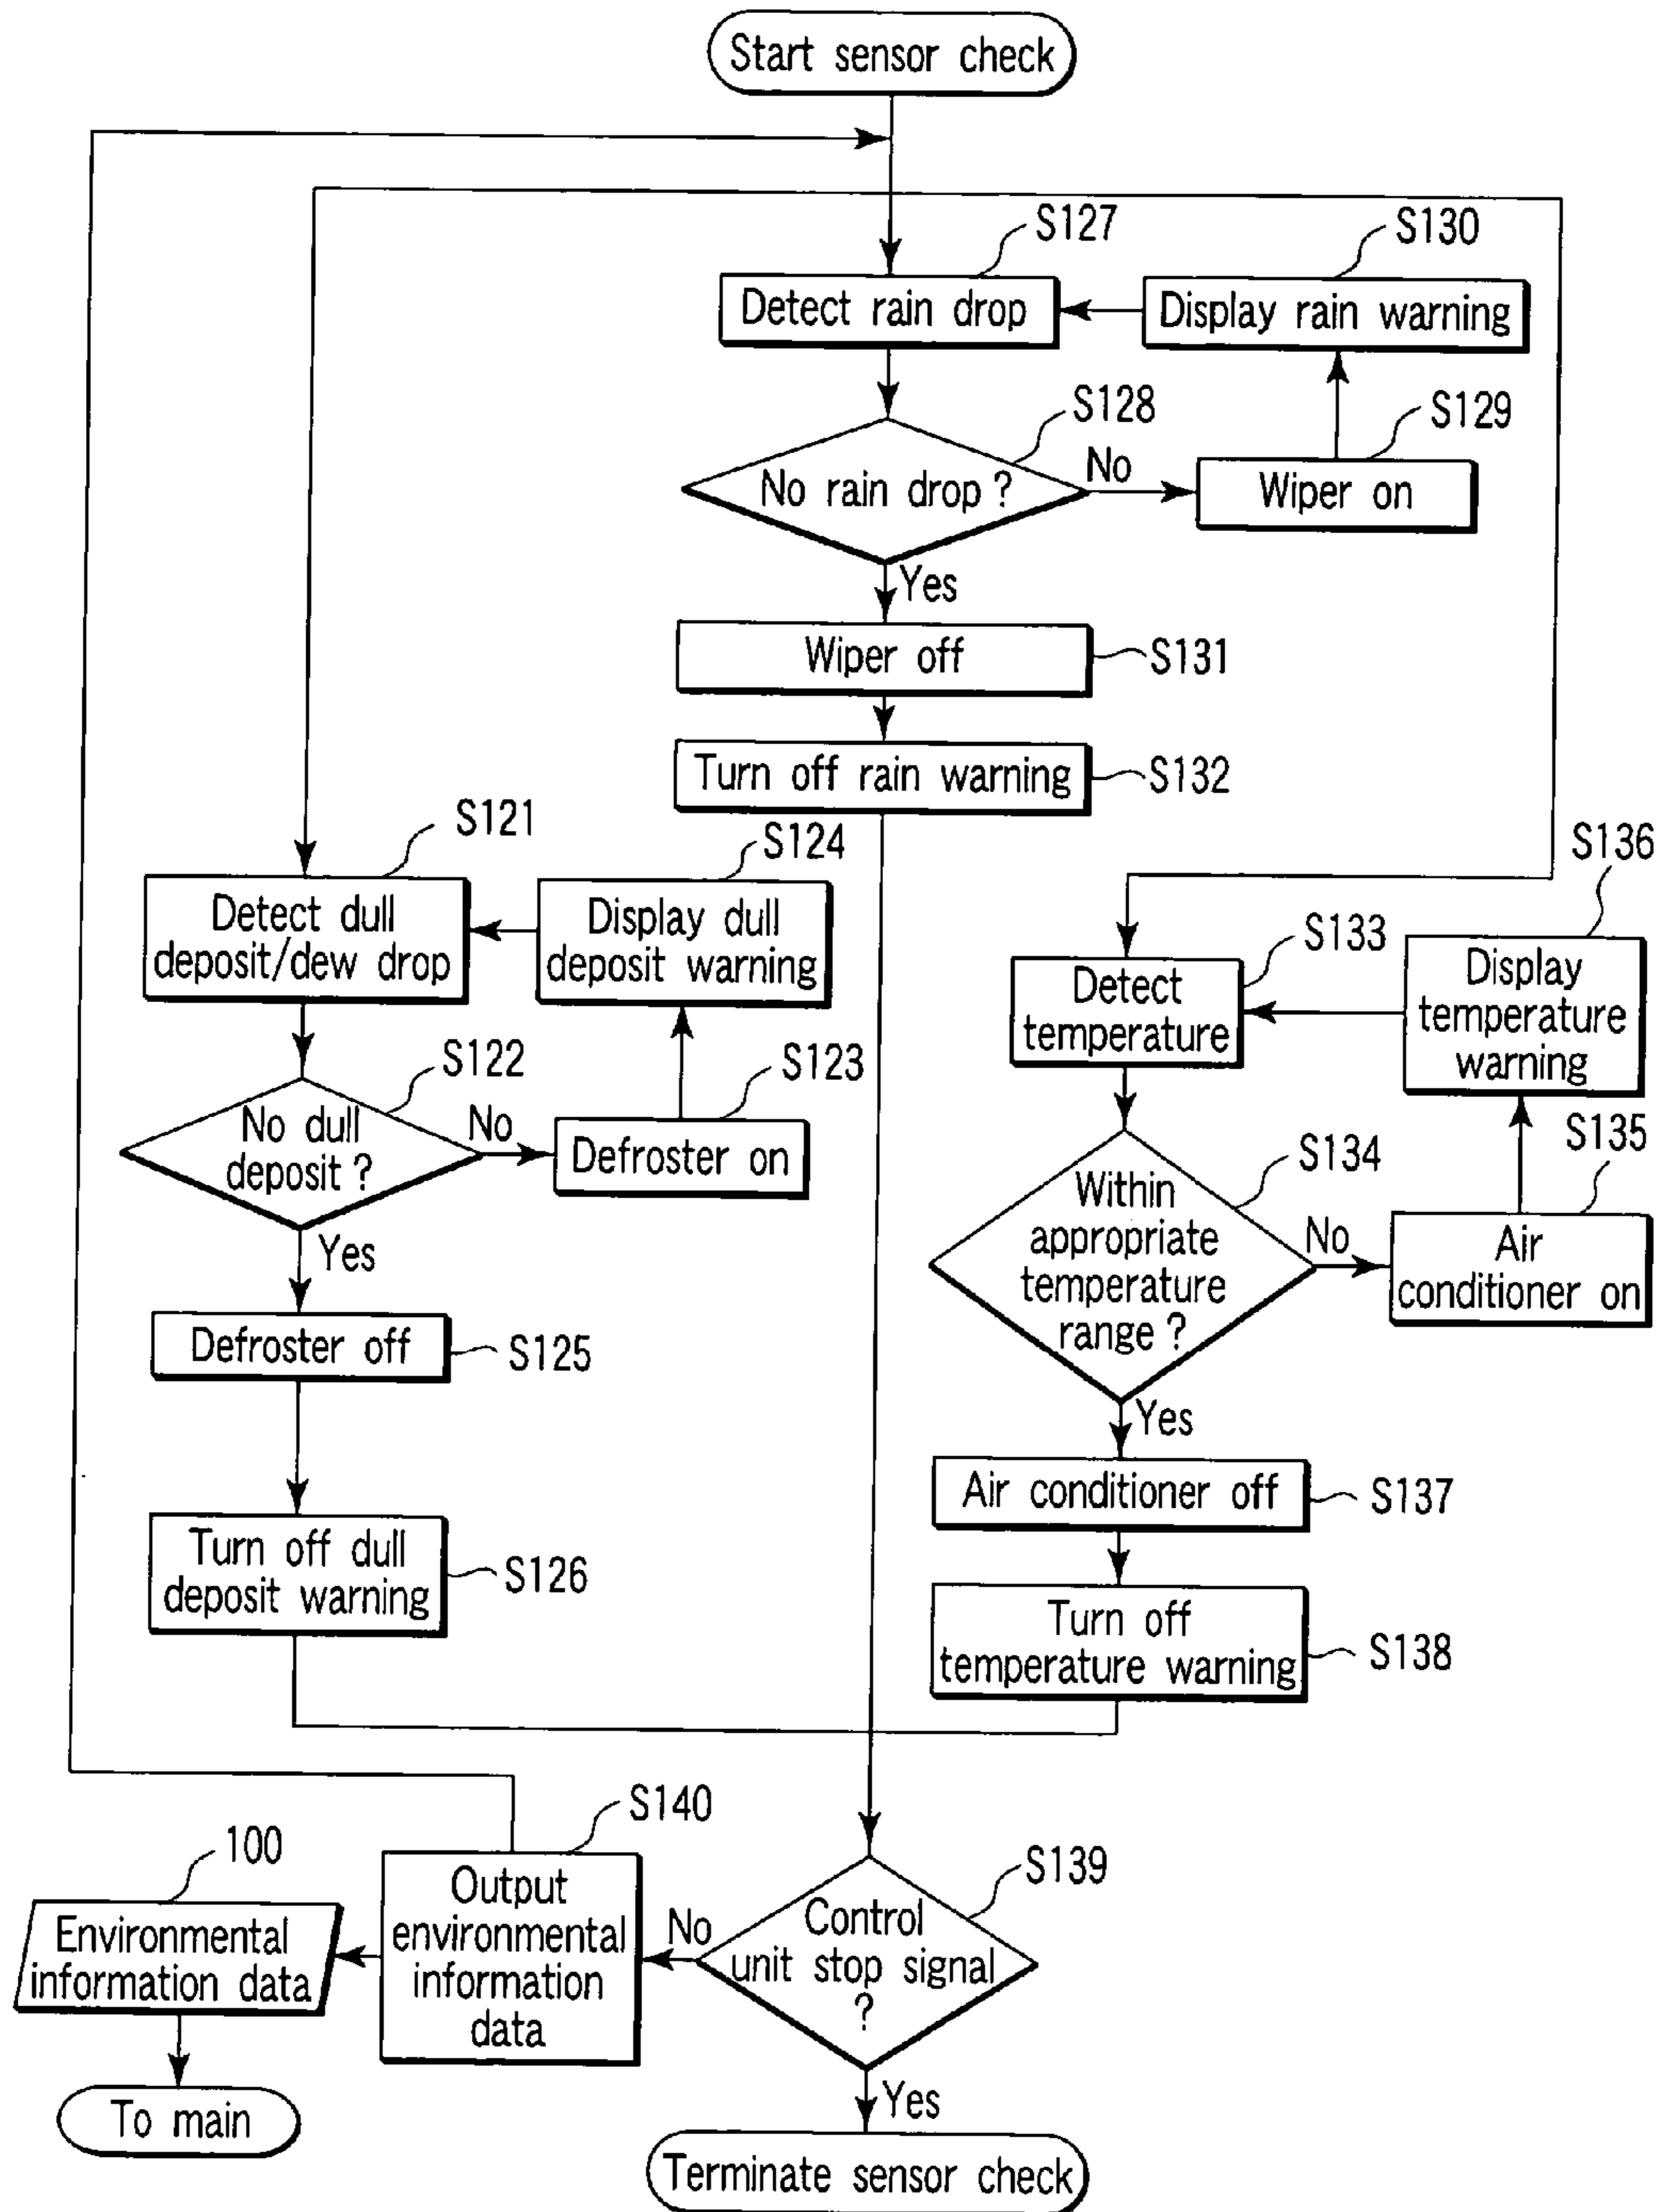 Start sensor check
S127
S130
Detect rain drop
Display rain warning
S128
S129
No rain drop ?
No
Wiper on
Yes
Wiper off
S131
Turn off rain warning
S132
S121
S124
S136
Detect dull
deposit/dew drop
Display dull
deposit warning
S133
Detect
temperature
Display
temperature
warning
S122
S123
S135
No dull
deposit ?
No
Defroster on
S134
Within
appropriate
temperature
range ?
No
Air
conditioner on
Yes
Defroster off
S125
Yes
Air conditioner off
S137
Turn off dull
deposit warning
S126
Turn off
temperature warning
S138
S140
100
S139
Environmental
information data
Output
environmental
information
data
No
Control
unit stop signal
?
To main
Yes
Terminate sensor check